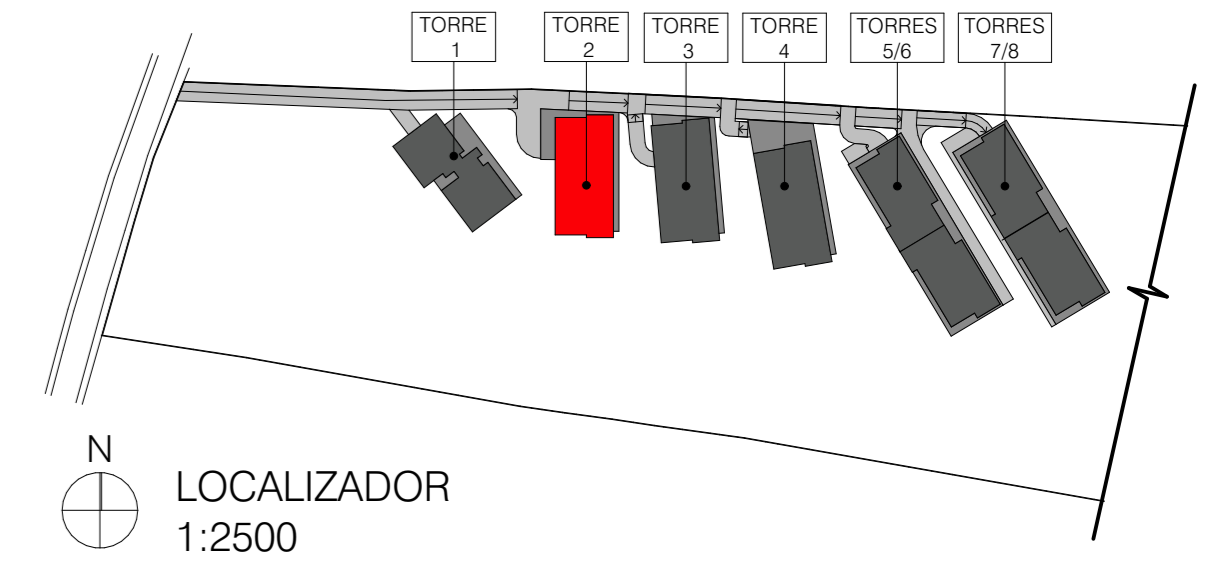 TORRE
1
TORRE
2
TORRE
3
TORRE
4
TORRES
5/6
TORRES
7/8
N
LOCALIZADOR
1:2500